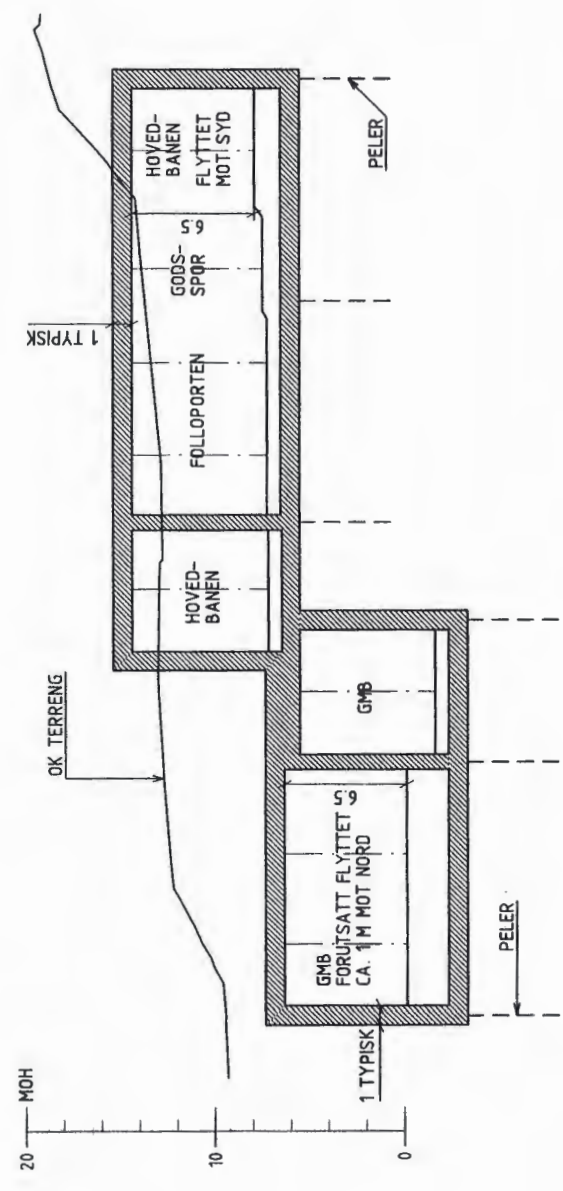 MOH
20
10
0
OK TERRENG
1 TYPISK
HOVED-
BANEN
FLYTTET
MOT SYD
6.5
GODS-
SPOR
FOLLOPORTEN
HOVED-
BANEN
PELER
GMB
6.5
GMB
FORUTSATT FLYTTET
CA. 1 M MOT NORD
1 TYPISK
PELER